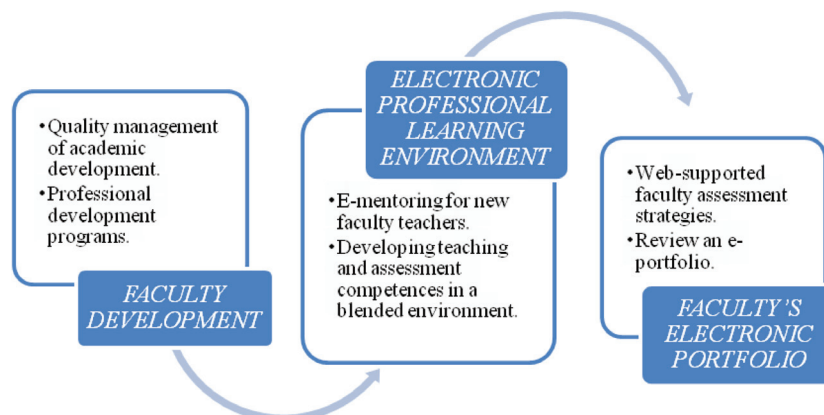 •Quality management
of academic
development.
•Professional
development
programs.
FACULTY
DEVELOPMENT
ELECTRONIC
PROFESSIONAL
LEARNING
ENVIRONMENT
•E-mentoring for new
faculty teachers.
•Developing teaching
and assessment
competences in a
blended environment.
•Web-supported
faculty assessment
strategies.
•Review an e-
portfolio.
FACULTY’S
ELECTRONIC
PORTFOLIO